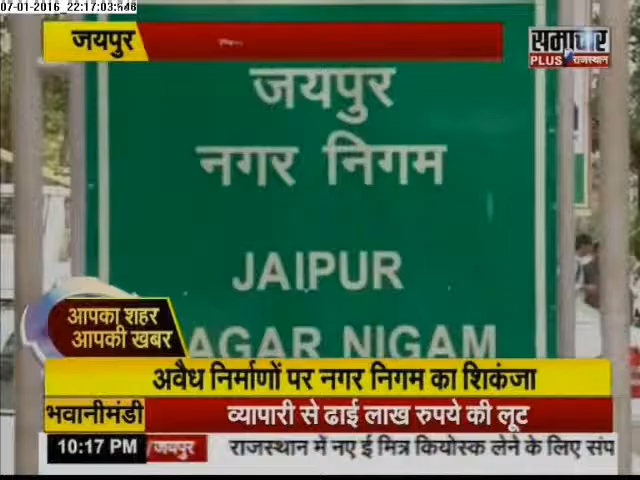 07-01-2016 22:17:03:646
जयपुर
समाचार
PLUS राजस्थान
जयपुर
नगर निगम
JAIPUR
AGAR NIGAM
आपका शहर
आपकी खबर
अवैध निर्माणों पर नगर निगम का शिकंजा
भवानीमंडी व्यापारी से ढाई लाख रुपये की लूट
10:17 PM /जयपुर राजस्थान में नए ई मित्र कियोस्क लेने के लिए संप